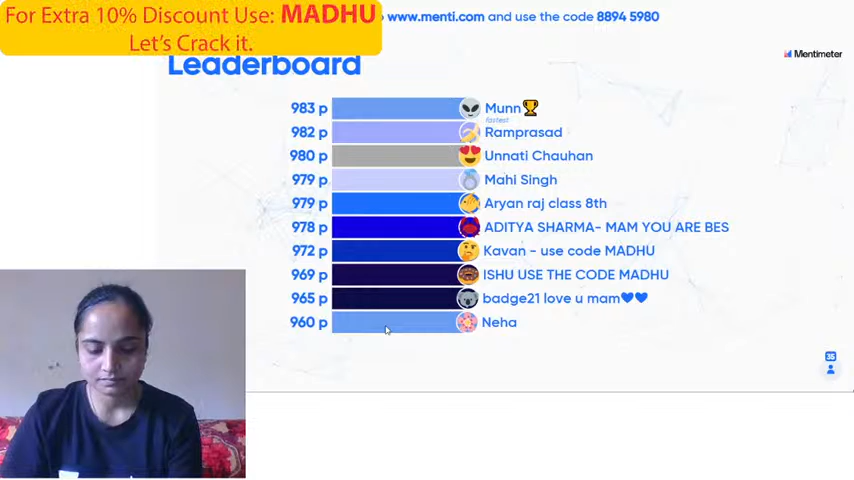 For Extra 10% Discount Use: MADHU
Let's Crack it.
www.menti.com and use the code 8894 5980
Mentimeter
Leaderboard
983 p Munn
fastest
982 p Ramprasad
980 p Unnati Chauhan
979 p Mahi Singh
979 p Aryan raj class 8th
978 p ADITYA SHARMA- MAM YOU ARE BES
972 p Kavan - use code MADHU
969 p ISHU USE THE CODE MADHU
965 p badge21 love u mam💙💙
960 p Neha
35